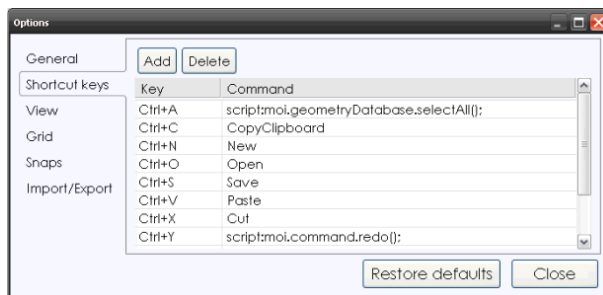 Options
General
Shortcut keys
View
Grid
Snaps
Import/Export
Add Delete
Key Command
Ctrl+A script:moi.geometryDatabase.selectAll();
Ctrl+C CopyClipboard
Ctrl+N New
Ctrl+O Open
Ctrl+S Save
Ctrl+V Paste
Ctrl+X Cut
Ctrl+Y script:moi.command.redo();
Restore defaults Close